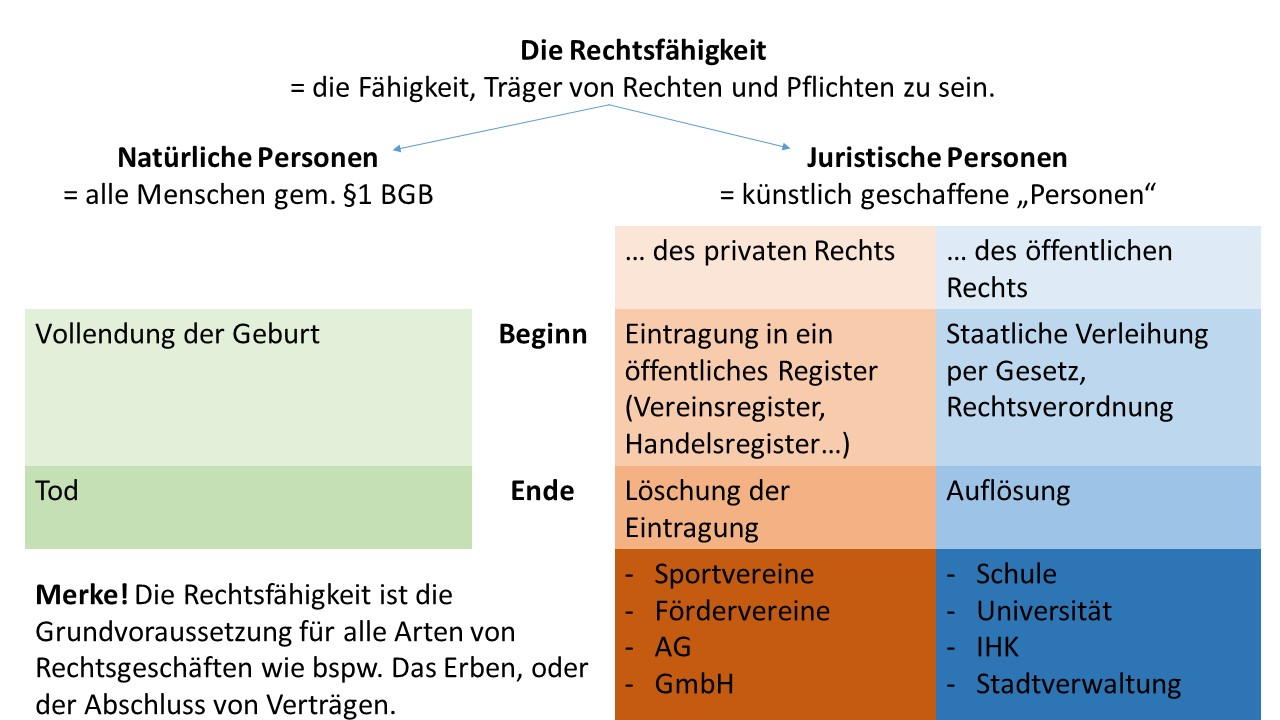 Die Rechtsfähigkeit
= die Fähigkeit, Träger von Rechten und Pflichten zu sein.
Natürliche Personen
= alle Menschen gem. §1 BGB
Juristische Personen
= künstlich geschaffene „Personen“
… des privaten Rechts
… des öffentlichen
Rechts
Vollendung der Geburt
Beginn
Eintragung in ein
öffentliches Register
(Vereinsregister,
Handelsregister…)
Staatliche Verleihung
per Gesetz,
Rechtsverordnung
Tod
Ende
Löschung der
Eintragung
Auflösung
Merke! Die Rechtsfähigkeit ist die
Grundvoraussetzung für alle Arten von
Rechtsgeschäften wie bspw. Das Erben, oder
der Abschluss von Verträgen.
- Sportvereine
- Fördervereine
- AG
- GmbH
- Schule
- Universität
- IHK
- Stadtverwaltung